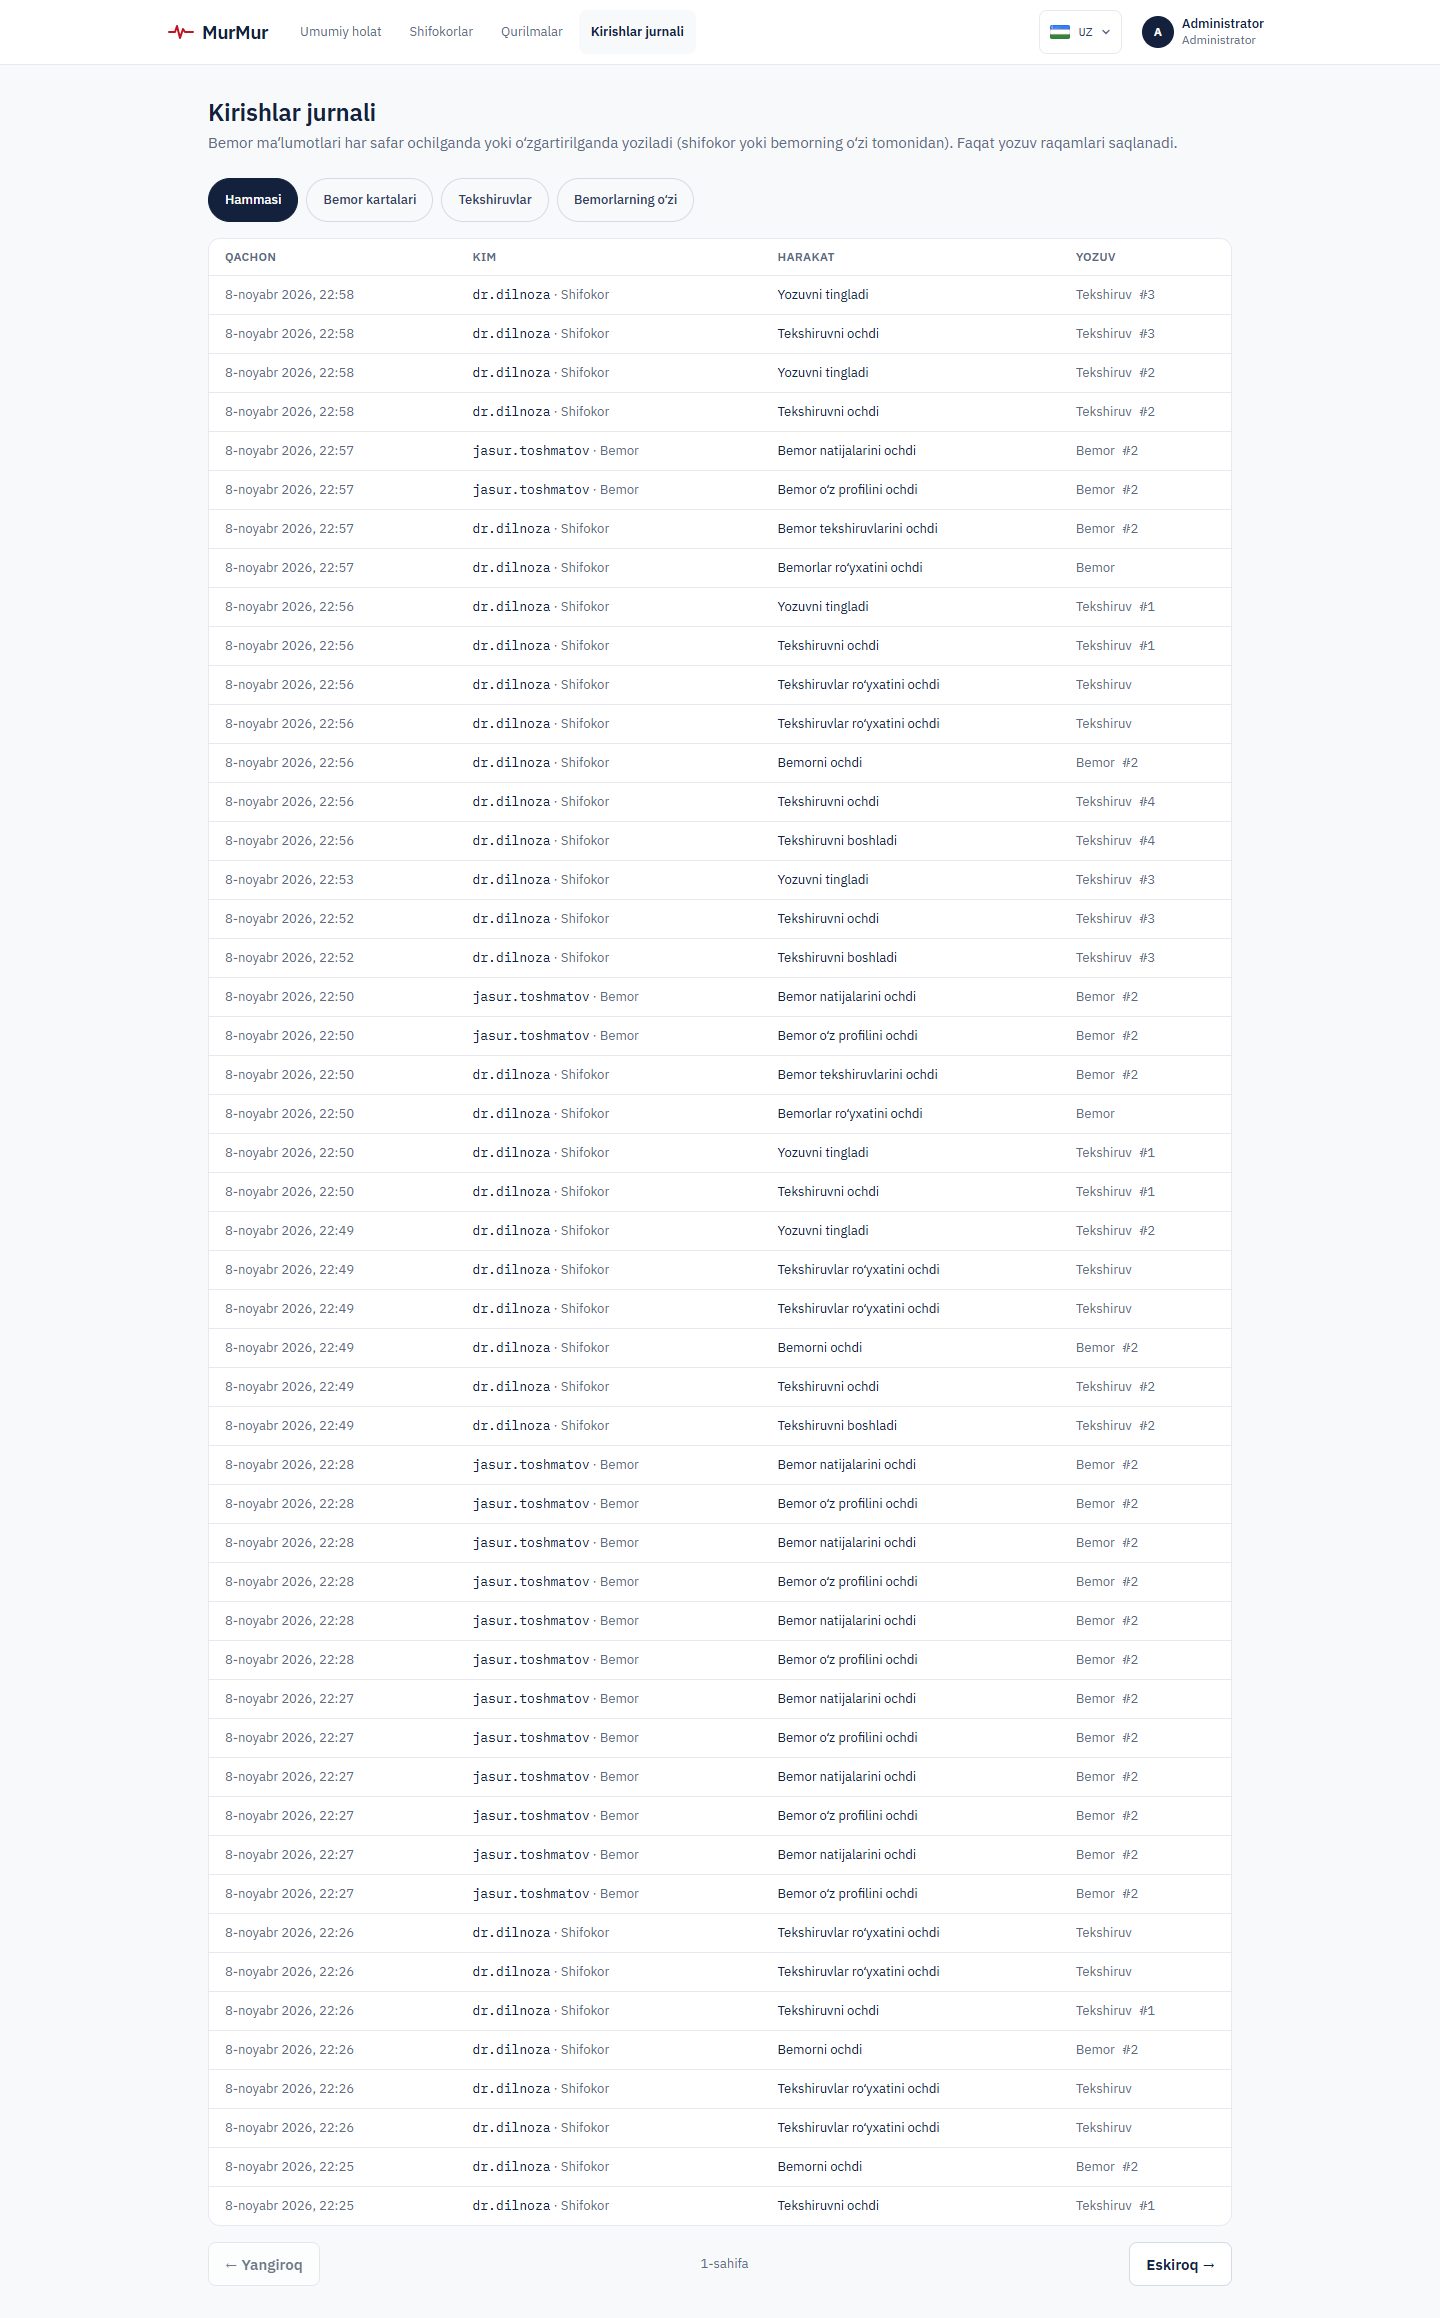 MurMur Umumiy holat Shifokorlar Qurilmalar Kirishlar jurnali UZ A Administrator
Administrator
Kirishlar jurnali
Bemor maʼlumotlari har safar ochilganda yoki oʻzgartirilganda yoziladi (shifokor yoki bemorning oʻzi tomonidan). Faqat yozuv raqamlari saqlanadi.
Hammasi Bemor kartalari Tekshiruvlar Bemorlarning oʻzi
QACHON KIM HARAKAT YOZUV
8-noyabr 2026, 22:58 dr.dilnoza · Shifokor Yozuvni tingladi Tekshiruv #3
8-noyabr 2026, 22:58 dr.dilnoza · Shifokor Tekshiruvni ochdi Tekshiruv #3
8-noyabr 2026, 22:58 dr.dilnoza · Shifokor Yozuvni tingladi Tekshiruv #2
8-noyabr 2026, 22:58 dr.dilnoza · Shifokor Tekshiruvni ochdi Tekshiruv #2
8-noyabr 2026, 22:57 jasur.toshmatov · Bemor Bemor natijalarini ochdi Bemor #2
8-noyabr 2026, 22:57 jasur.toshmatov · Bemor Bemor oʻz profilini ochdi Bemor #2
8-noyabr 2026, 22:57 dr.dilnoza · Shifokor Bemor tekshiruvlarini ochdi Bemor #2
8-noyabr 2026, 22:57 dr.dilnoza · Shifokor Bemorlar roʻyxatini ochdi Bemor
8-noyabr 2026, 22:56 dr.dilnoza · Shifokor Yozuvni tingladi Tekshiruv #1
8-noyabr 2026, 22:56 dr.dilnoza · Shifokor Tekshiruvni ochdi Tekshiruv #1
8-noyabr 2026, 22:56 dr.dilnoza · Shifokor Tekshiruvlar roʻyxatini ochdi Tekshiruv
8-noyabr 2026, 22:56 dr.dilnoza · Shifokor Tekshiruvlar roʻyxatini ochdi Tekshiruv
8-noyabr 2026, 22:56 dr.dilnoza · Shifokor Bemorni ochdi Bemor #2
8-noyabr 2026, 22:56 dr.dilnoza · Shifokor Tekshiruvni ochdi Tekshiruv #4
8-noyabr 2026, 22:56 dr.dilnoza · Shifokor Tekshiruvni boshladi Tekshiruv #4
8-noyabr 2026, 22:53 dr.dilnoza · Shifokor Yozuvni tingladi Tekshiruv #3
8-noyabr 2026, 22:52 dr.dilnoza · Shifokor Tekshiruvni ochdi Tekshiruv #3
8-noyabr 2026, 22:52 dr.dilnoza · Shifokor Tekshiruvni boshladi Tekshiruv #3
8-noyabr 2026, 22:50 jasur.toshmatov · Bemor Bemor natijalarini ochdi Bemor #2
8-noyabr 2026, 22:50 jasur.toshmatov · Bemor Bemor oʻz profilini ochdi Bemor #2
8-noyabr 2026, 22:50 dr.dilnoza · Shifokor Bemor tekshiruvlarini ochdi Bemor #2
8-noyabr 2026, 22:50 dr.dilnoza · Shifokor Bemorlar roʻyxatini ochdi Bemor
8-noyabr 2026, 22:50 dr.dilnoza · Shifokor Yozuvni tingladi Tekshiruv #1
8-noyabr 2026, 22:50 dr.dilnoza · Shifokor Tekshiruvni ochdi Tekshiruv #1
8-noyabr 2026, 22:49 dr.dilnoza · Shifokor Yozuvni tingladi Tekshiruv #2
8-noyabr 2026, 22:49 dr.dilnoza · Shifokor Tekshiruvlar roʻyxatini ochdi Tekshiruv
8-noyabr 2026, 22:49 dr.dilnoza · Shifokor Tekshiruvlar roʻyxatini ochdi Tekshiruv
8-noyabr 2026, 22:49 dr.dilnoza · Shifokor Bemorni ochdi Bemor #2
8-noyabr 2026, 22:49 dr.dilnoza · Shifokor Tekshiruvni ochdi Tekshiruv #2
8-noyabr 2026, 22:49 dr.dilnoza · Shifokor Tekshiruvni boshladi Tekshiruv #2
8-noyabr 2026, 22:28 jasur.toshmatov · Bemor Bemor natijalarini ochdi Bemor #2
8-noyabr 2026, 22:28 jasur.toshmatov · Bemor Bemor oʻz profilini ochdi Bemor #2
8-noyabr 2026, 22:28 jasur.toshmatov · Bemor Bemor natijalarini ochdi Bemor #2
8-noyabr 2026, 22:28 jasur.toshmatov · Bemor Bemor oʻz profilini ochdi Bemor #2
8-noyabr 2026, 22:28 jasur.toshmatov · Bemor Bemor natijalarini ochdi Bemor #2
8-noyabr 2026, 22:28 jasur.toshmatov · Bemor Bemor oʻz profilini ochdi Bemor #2
8-noyabr 2026, 22:27 jasur.toshmatov · Bemor Bemor natijalarini ochdi Bemor #2
8-noyabr 2026, 22:27 jasur.toshmatov · Bemor Bemor oʻz profilini ochdi Bemor #2
8-noyabr 2026, 22:27 jasur.toshmatov · Bemor Bemor natijalarini ochdi Bemor #2
8-noyabr 2026, 22:27 jasur.toshmatov · Bemor Bemor oʻz profilini ochdi Bemor #2
8-noyabr 2026, 22:27 jasur.toshmatov · Bemor Bemor natijalarini ochdi Bemor #2
8-noyabr 2026, 22:27 jasur.toshmatov · Bemor Bemor oʻz profilini ochdi Bemor #2
8-noyabr 2026, 22:26 dr.dilnoza · Shifokor Tekshiruvlar roʻyxatini ochdi Tekshiruv
8-noyabr 2026, 22:26 dr.dilnoza · Shifokor Tekshiruvlar roʻyxatini ochdi Tekshiruv
8-noyabr 2026, 22:26 dr.dilnoza · Shifokor Tekshiruvni ochdi Tekshiruv #1
8-noyabr 2026, 22:26 dr.dilnoza · Shifokor Bemorni ochdi Bemor #2
8-noyabr 2026, 22:26 dr.dilnoza · Shifokor Tekshiruvlar roʻyxatini ochdi Tekshiruv
8-noyabr 2026, 22:26 dr.dilnoza · Shifokor Tekshiruvlar roʻyxatini ochdi Tekshiruv
8-noyabr 2026, 22:25 dr.dilnoza · Shifokor Bemorni ochdi Bemor #2
8-noyabr 2026, 22:25 dr.dilnoza · Shifokor Tekshiruvni ochdi Tekshiruv #1
← Yangiroq 1-sahifa Eskiroq →